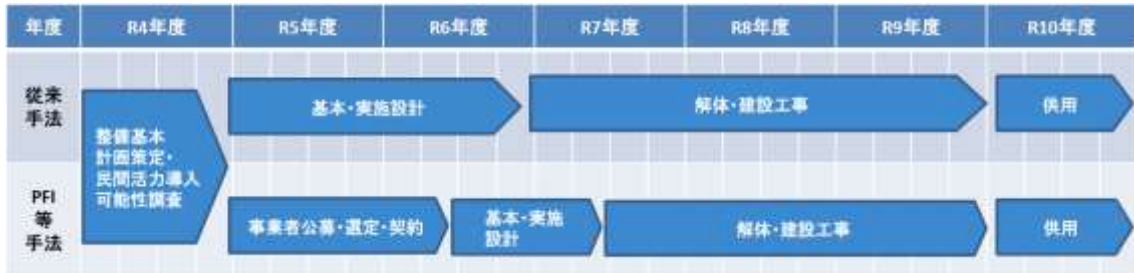 年度 R4年度 R5年度 R6年度 R7年度 R8年度 R9年度 R10年度
従来
手法
基本・実施設計
解体・建設工事
供用
整備基本
計画策定・
民間活力導入
可能性調査
PFI
等
手法
事業者公募・選定・契約
基本・実施
設計
解体・建設工事
供用